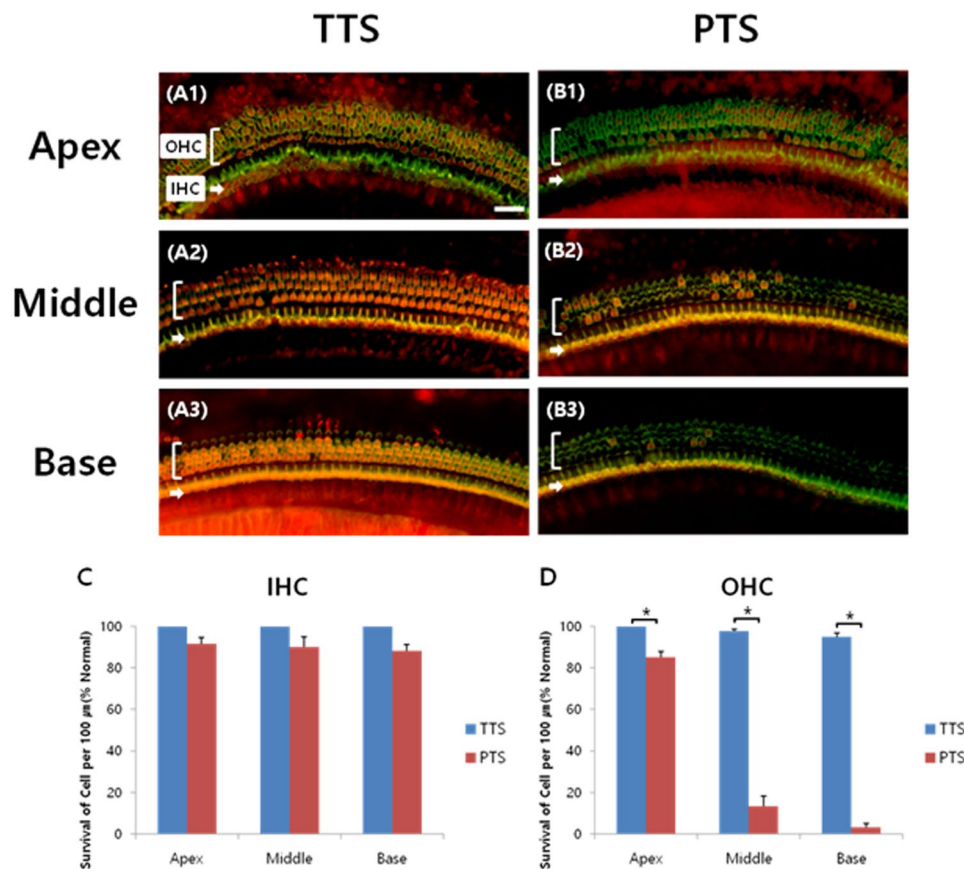 TTS PTS
Apex
(A1) (B1)
OHC
IHC
Middle
(A2) (B2)
Base
(A3) (B3)
C IHC
Survival of Cell per 100 ㎛(% Normal)
100
80
60
40
20
0
Apex Middle Base
TTS
PTS
D OHC
Survival of Cell per 100 ㎛(% Normal)
100
80
60
40
20
0
* * *
Apex Middle Base
TTS
PTS